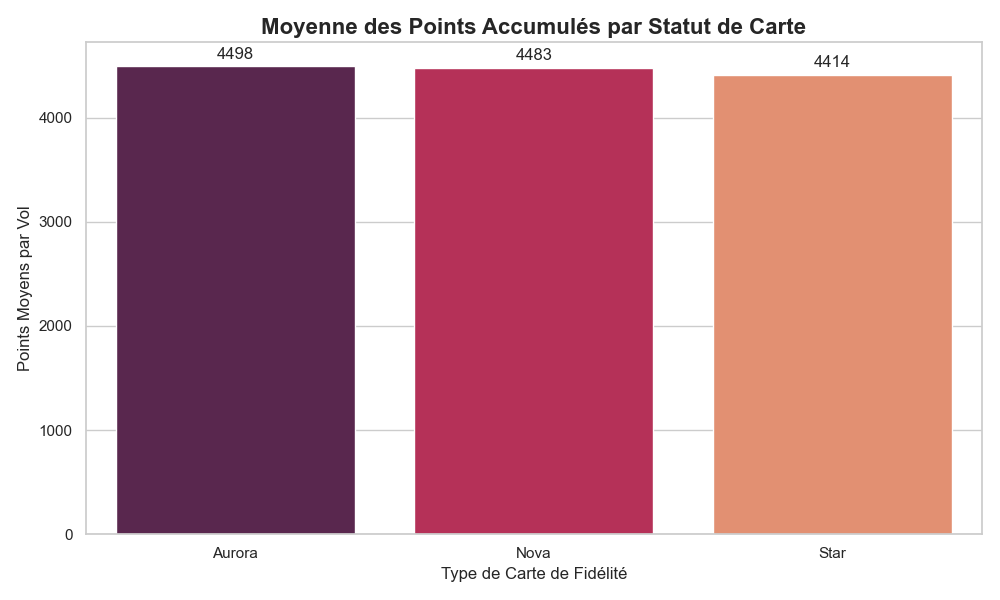 Moyenne des Points Accumulés par Statut de Carte
4498
4483
4414
Points Moyens par Vol
4000
3000
2000
1000
0
Aurora
Nova
Star
Type de Carte de Fidélité